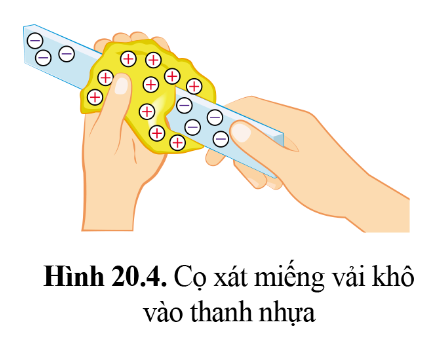 Hình 20.4. Cọ xát miếng vải khô
vào thanh nhựa